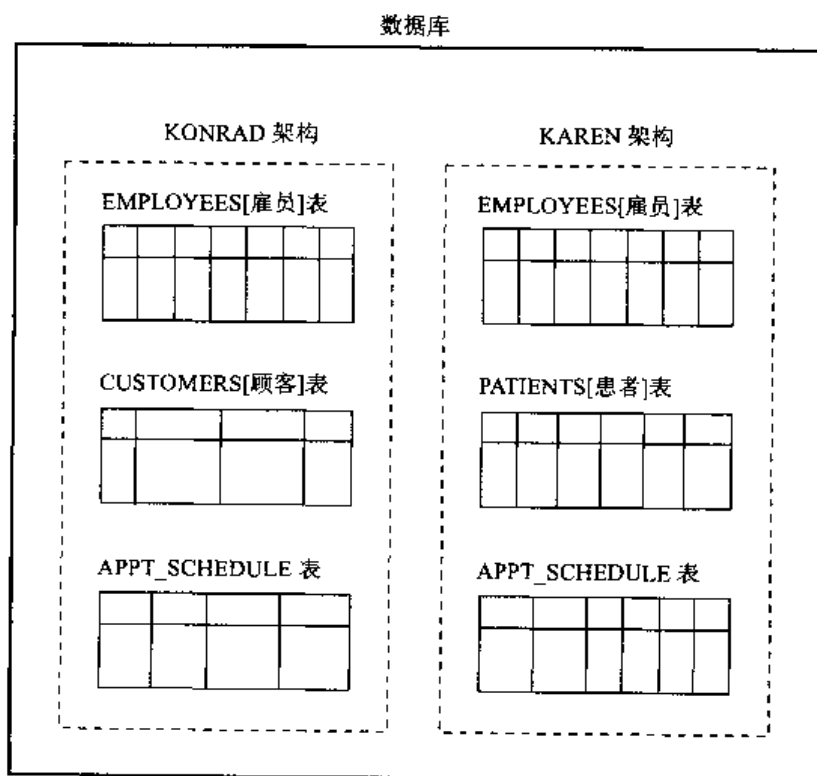 数据库
KONRAD 架构
EMPLOYEES[雇员]表
CUSTOMERS[顾客]表
APPT_SCHEDULE 表
KAREN 架构
EMPLOYEES[雇员]表
PATIENTS[患者]表
APPT_SCHEDULE 表